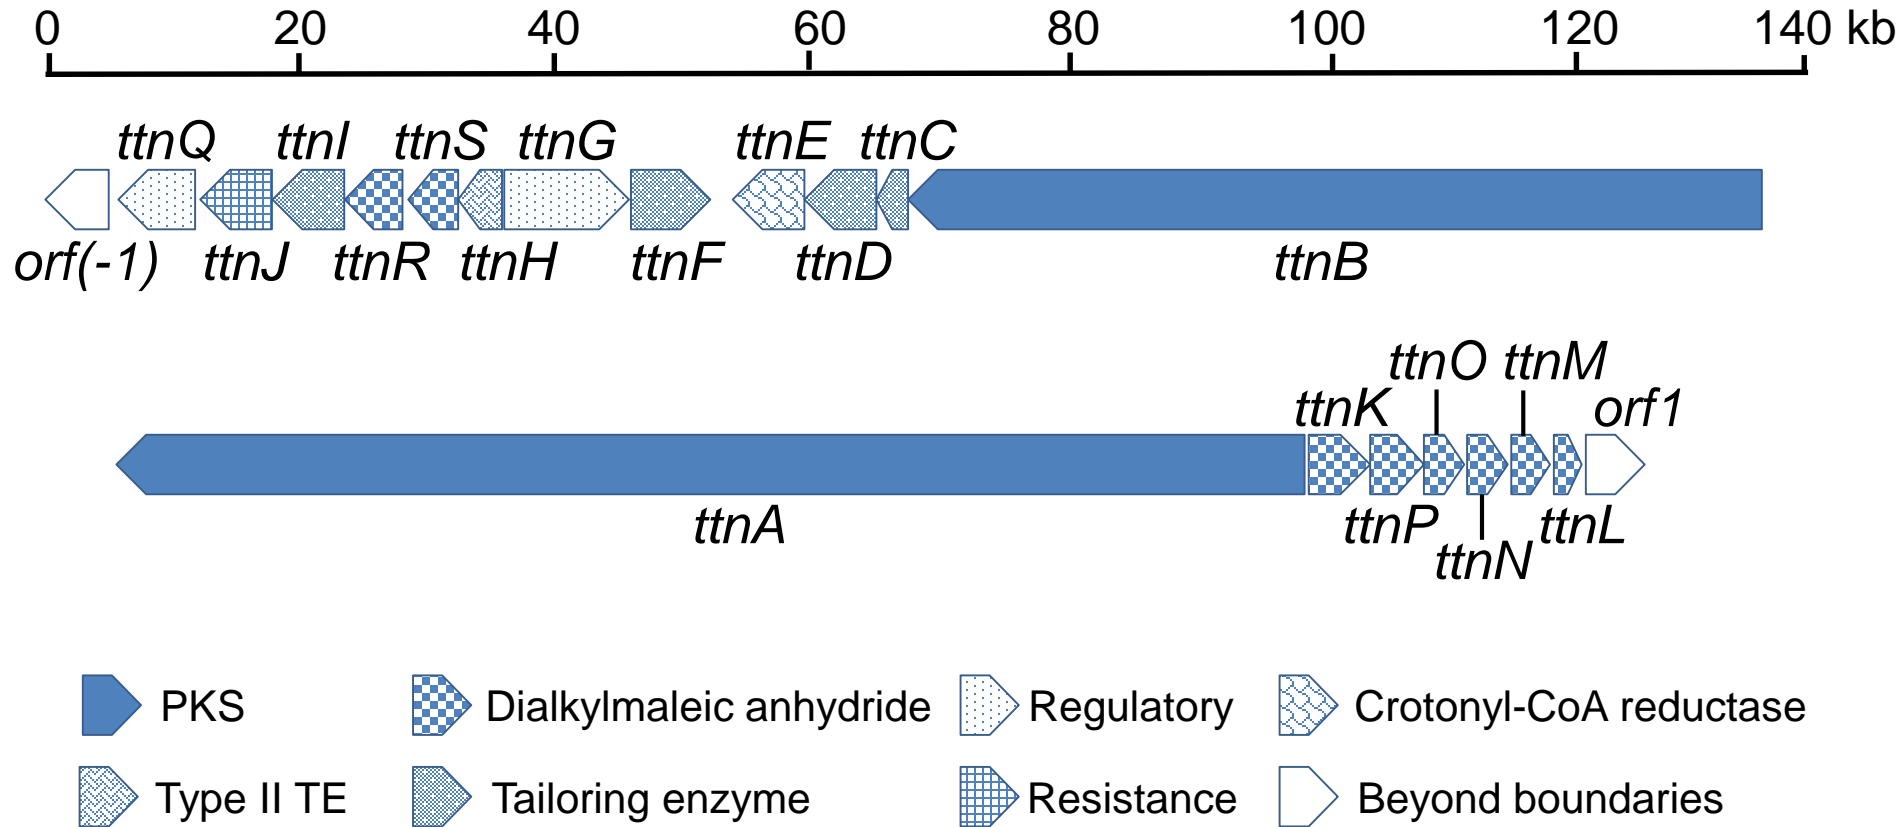 0 20 40 60 80 100 120 140 kb
ttnQ ttnI ttnS ttnG ttnE ttnC
orf(-1) ttnJ ttnR ttnH ttnF ttnD ttnB
ttnO ttnM
ttnK orf1
ttnA ttnP ttnL
ttnN
PKS Dialkylmaleic anhydride Regulatory Crotonyl-CoA reductase
Type II TE Tailoring enzyme Resistance Beyond boundaries